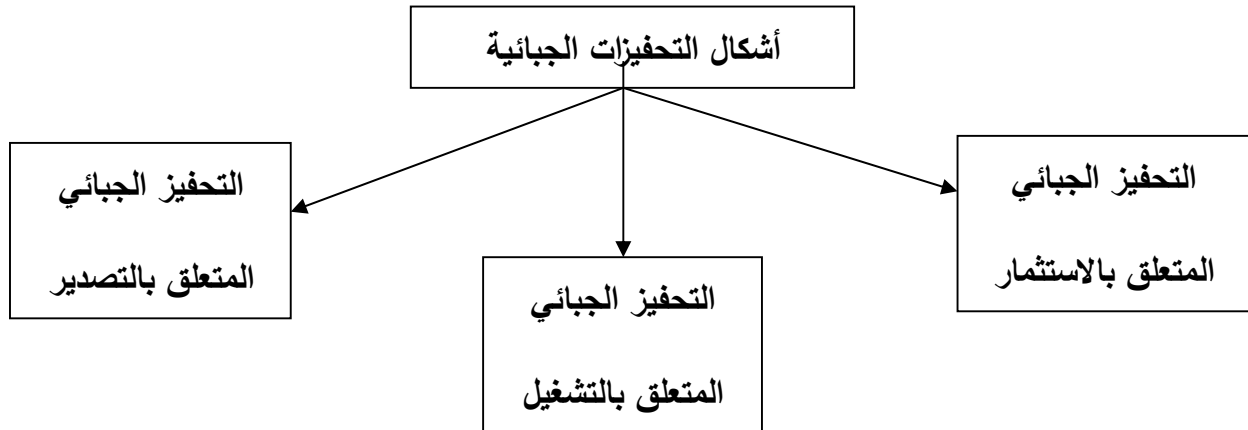 أشكال التحفيزات الجبائية
التحفيز الجبائي
المتعلق بالاستثمار
التحفيز الجبائي
المتعلق بالتشغيل
التحفيز الجبائي
المتعلق بالتصدير